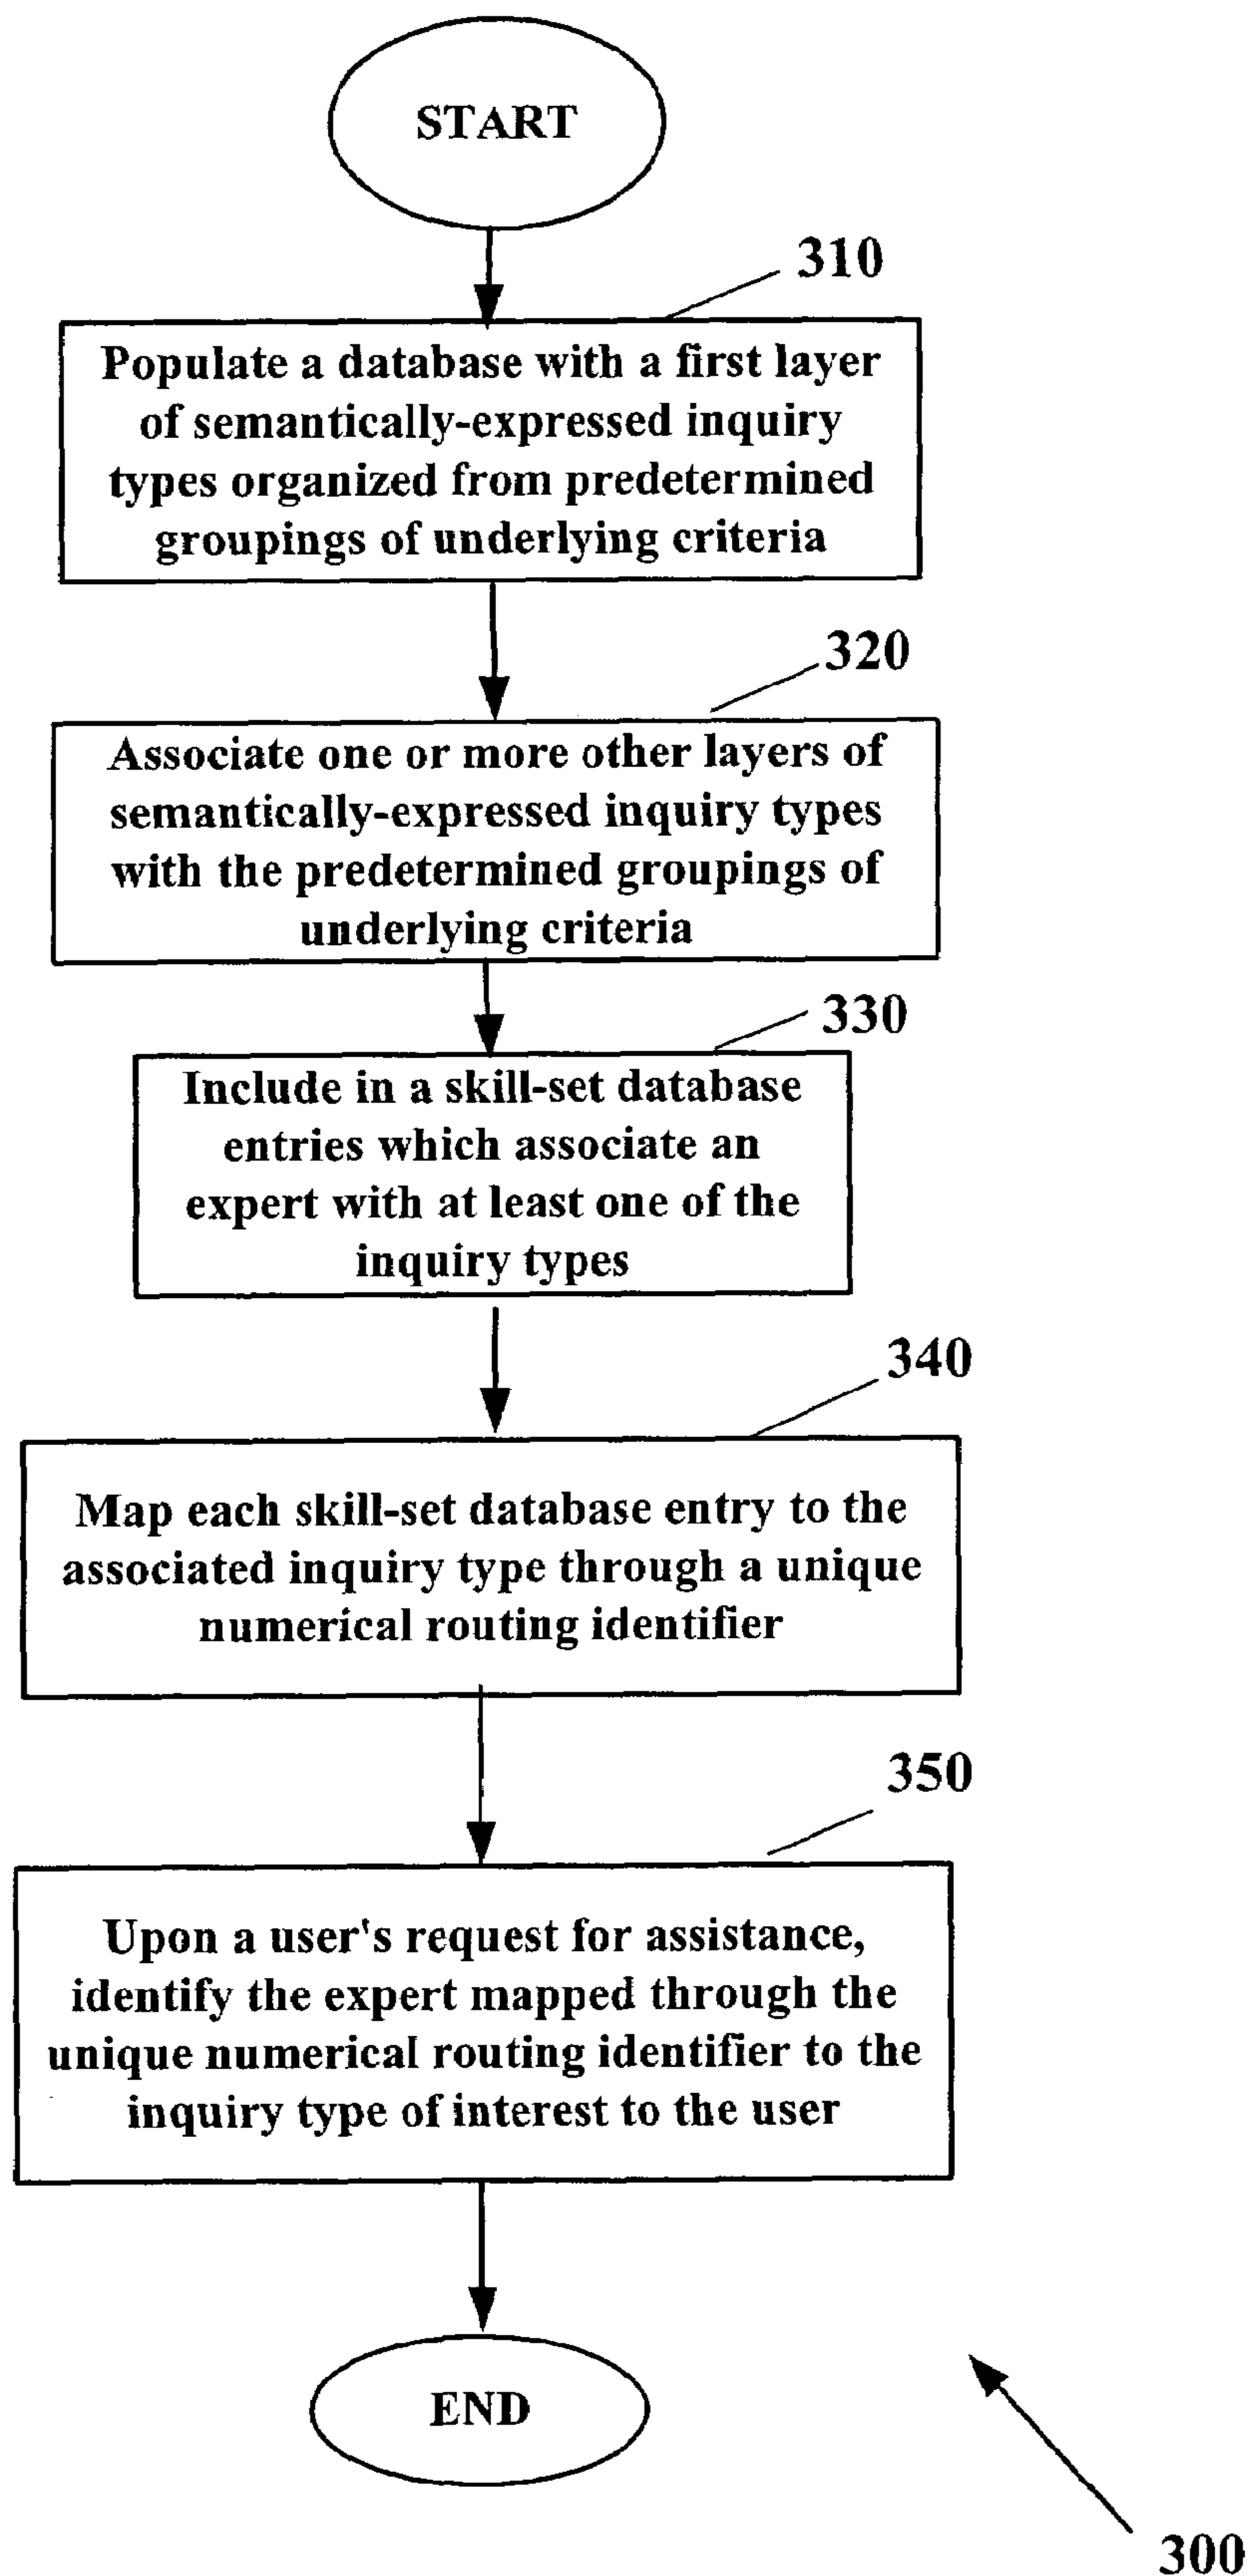 START
310
Populate a database with a first layer
of semantically-expressed inquiry
types organized from predetermined
groupings of underlying criteria
320
Associate one or more other layers of
semantically-expressed inquiry types
with the predetermined groupings of
underlying criteria
330
Include in a skill-set database
entries which associate an
expert with at least one of the
inquiry types
340
Map each skill-set database entry to the
associated inquiry type through a unique
numerical routing identifier
350
Upon a user's request for assistance,
identify the expert mapped through the
unique numerical routing identifier to the
inquiry type of interest to the user
END
300